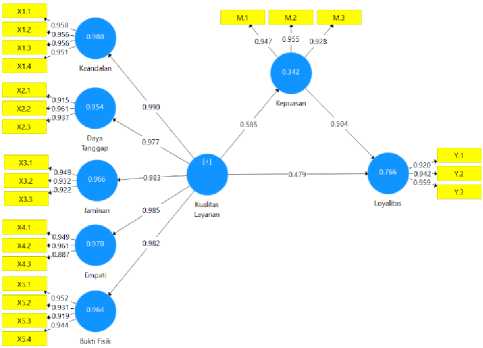 X1.1
X1.2
X1.3
X1.4
0.958
0.956
0.956
0.951
0.980
Keandalan
X2.1
X2.2
X2.3
0.915
0.961
0.937
0.954
Daya
Tanggap
X3.1
X3.2
X3.3
0.949
0.922
0.966
Jaminan
X4.1
X4.2
X4.3
0.949
0.961
0.887
0.970
Empati
X5.1
X5.2
X5.3
X5.4
0.952
0.931
0.919
0.944
0.964
Bukti Fisik
0.990
0.977
0.983
0.985
0.982
[+]
Kualitas
Layanan
0.585
0.479
M.1
M.2
M.3
0.947
0.955
0.928
0.342
Kepuasan
0.504
0.766
Loyalitas
0.920
0.942
0.959
Y.1
Y.2
Y.3